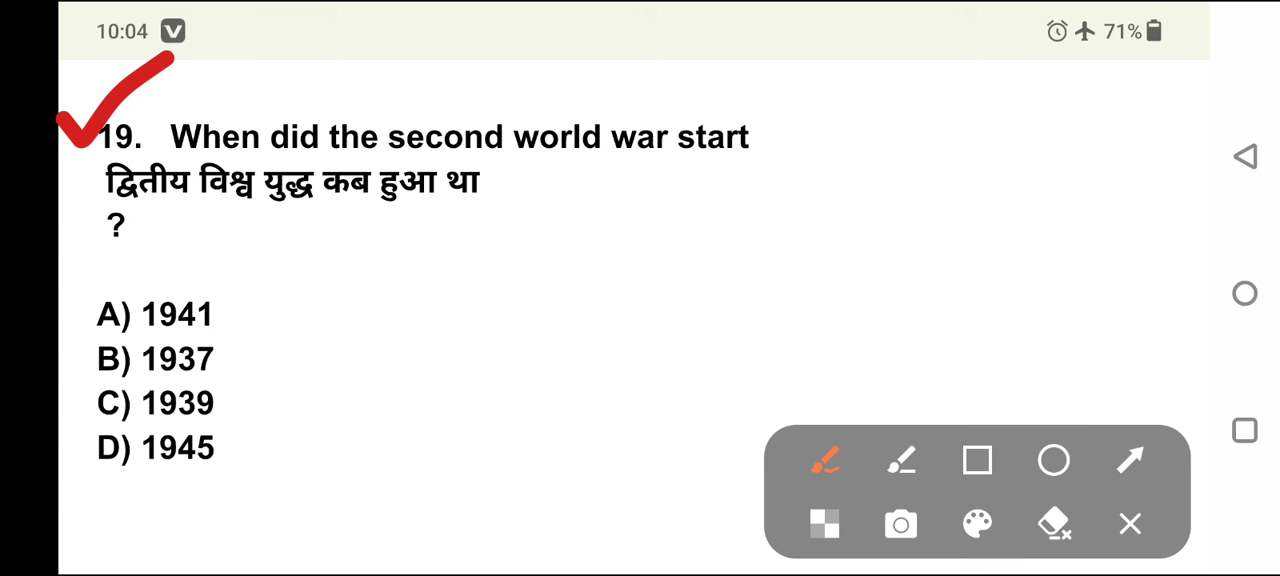 10:04
71%
19. When did the second world war start
द्वितीय विश्व युद्ध कब हुआ था
?
A) 1941
B) 1937
C) 1939
D) 1945